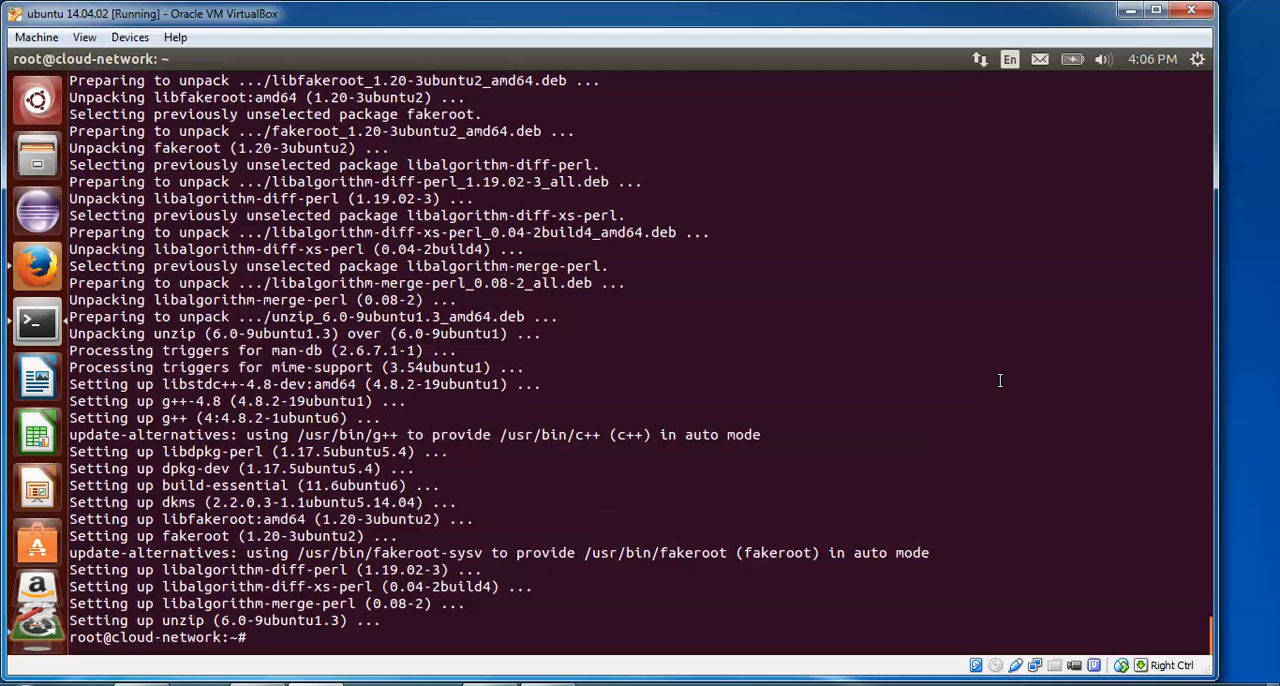 ubuntu 14.04.02 [Running] - Oracle VM VirtualBox
Machine View Devices Help
root@cloud-network: ~ En 4:06 PM
Preparing to unpack .../libfakeroot_1.20-3ubuntu2_amd64.deb ...
Unpacking libfakeroot:amd64 (1.20-3ubuntu2) ...
Selecting previously unselected package fakeroot.
Preparing to unpack .../fakeroot_1.20-3ubuntu2_amd64.deb ...
Unpacking fakeroot (1.20-3ubuntu2) ...
Selecting previously unselected package libalgorithm-diff-perl.
Preparing to unpack .../libalgorithm-diff-perl_1.19.02-3_all.deb ...
Unpacking libalgorithm-diff-perl (1.19.02-3) ...
Selecting previously unselected package libalgorithm-diff-xs-perl.
Preparing to unpack .../libalgorithm-diff-xs-perl_0.04-2build4_amd64.deb ...
Unpacking libalgorithm-diff-xs-perl (0.04-2build4) ...
Selecting previously unselected package libalgorithm-merge-perl.
Preparing to unpack .../libalgorithm-merge-perl_0.08-2_all.deb ...
Unpacking libalgorithm-merge-perl (0.08-2) ...
Preparing to unpack .../unzip_6.0-9ubuntu1.3_amd64.deb ...
Unpacking unzip (6.0-9ubuntu1.3) over (6.0-9ubuntu1) ...
Processing triggers for man-db (2.6.7.1-1) ...
Processing triggers for mime-support (3.54ubuntu1) ...
Setting up libstdc++-4.8-dev:amd64 (4.8.2-19ubuntu1) ...
Setting up g++-4.8 (4.8.2-19ubuntu1) ...
Setting up g++ (4:4.8.2-1ubuntu6) ...
update-alternatives: using /usr/bin/g++ to provide /usr/bin/c++ (c++) in auto mode
Setting up libdpkg-perl (1.17.5ubuntu5.4) ...
Setting up dpkg-dev (1.17.5ubuntu5.4) ...
Setting up build-essential (11.6ubuntu6) ...
Setting up dkms (2.2.0.3-1.1ubuntu5.14.04) ...
Setting up libfakeroot:amd64 (1.20-3ubuntu2) ...
Setting up fakeroot (1.20-3ubuntu2) ...
update-alternatives: using /usr/bin/fakeroot-sysv to provide /usr/bin/fakeroot (fakeroot) in auto mode
Setting up libalgorithm-diff-perl (1.19.02-3) ...
Setting up libalgorithm-diff-xs-perl (0.04-2build4) ...
Setting up libalgorithm-merge-perl (0.08-2) ...
Setting up unzip (6.0-9ubuntu1.3) ...
root@cloud-network:~#
Right Ctrl